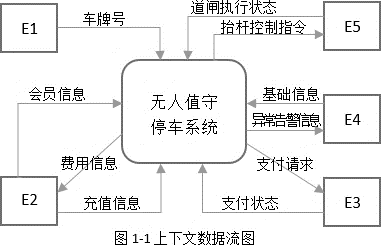 道闸执行状态
E1
车牌号
E5
抬杆控制指令
会员信息
无人值守
停车系统
基础信息
异常告警信息
E4
费用信息
支付请求
E2
充值信息
支付状态
E3
图 1-1 上下文数据流图